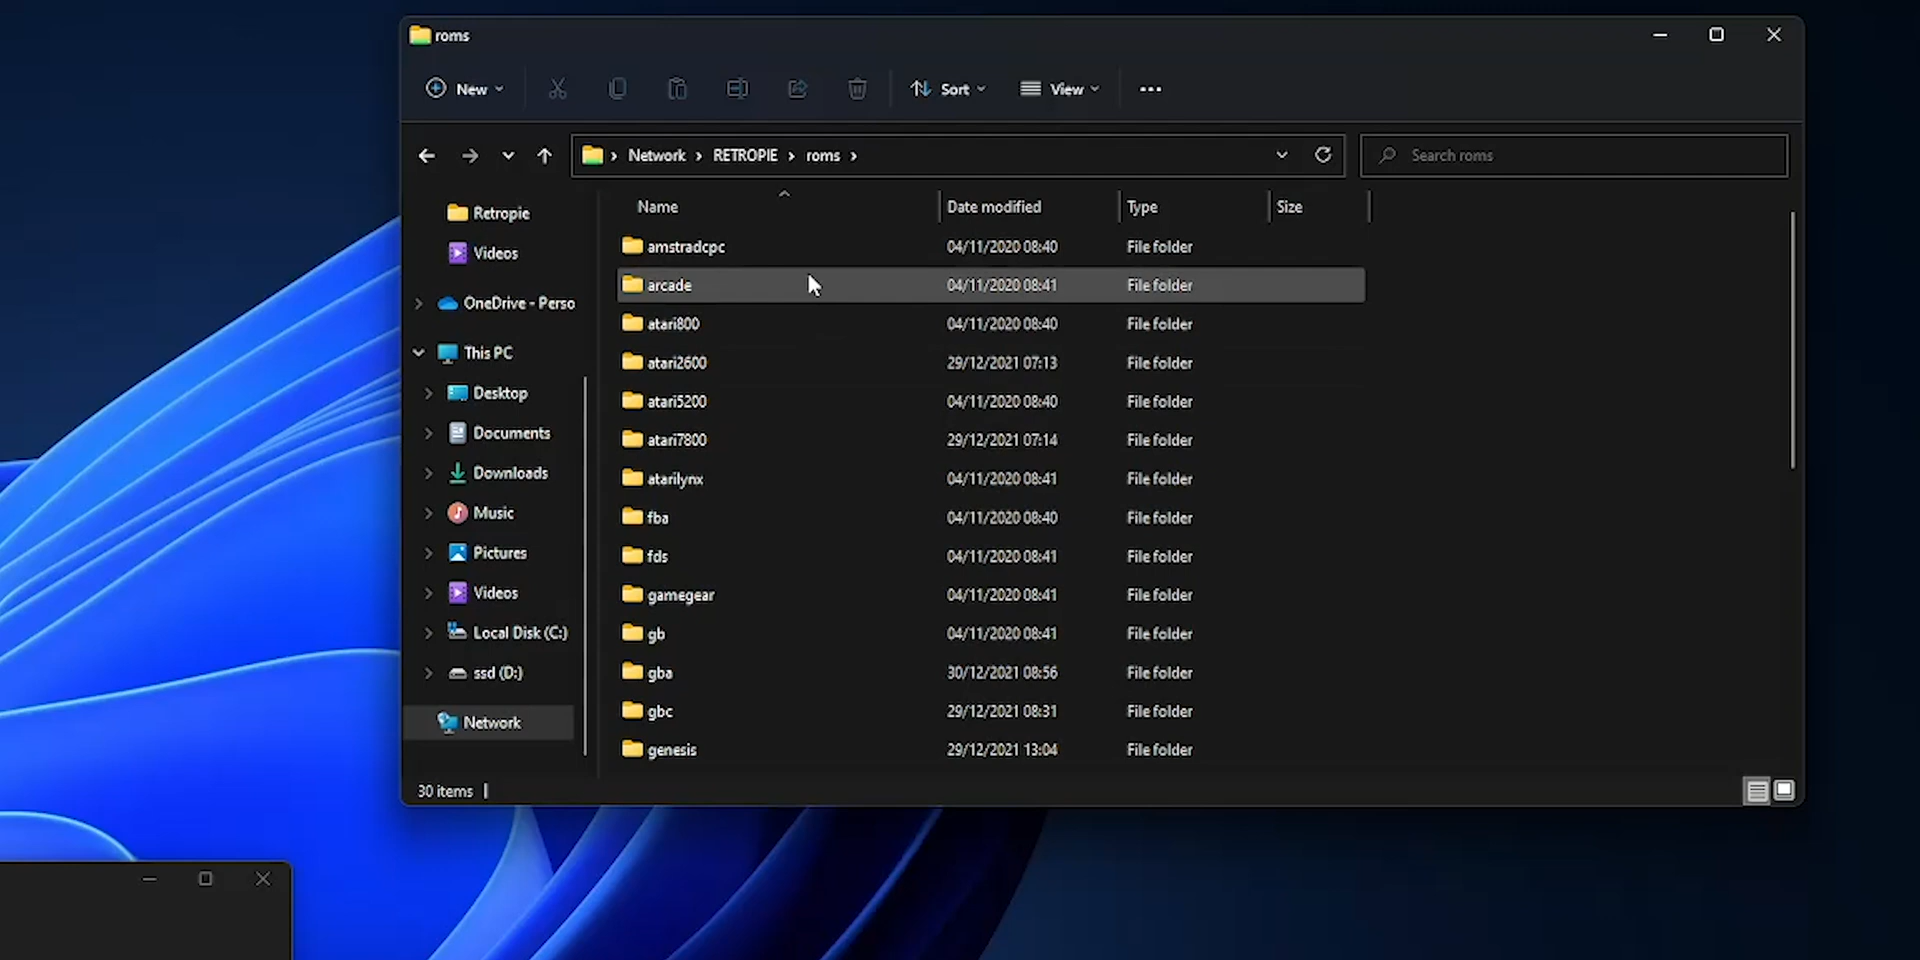 roms
New
Sort
View
Network
RETROPIE
roms
Search roms
Retropie
Videos
OneDrive - Perso
This PC
Desktop
Documents
Downloads
Music
Pictures
Videos
Local Disk (C:)
ssd (D:)
Network
Name Date modified Type Size
amstradcpc 04/11/2020 08:40 File folder
arcade 04/11/2020 08:41 File folder
atari800 04/11/2020 08:40 File folder
atari2600 29/12/2021 07:13 File folder
atari5200 04/11/2020 08:40 File folder
atari7800 29/12/2021 07:14 File folder
atarilynx 04/11/2020 08:41 File folder
fba 04/11/2020 08:40 File folder
fds 04/11/2020 08:41 File folder
gamegear 04/11/2020 08:41 File folder
gb 04/11/2020 08:41 File folder
gba 30/12/2021 08:56 File folder
gbc 29/12/2021 08:31 File folder
genesis 29/12/2021 13:04 File folder
30 items